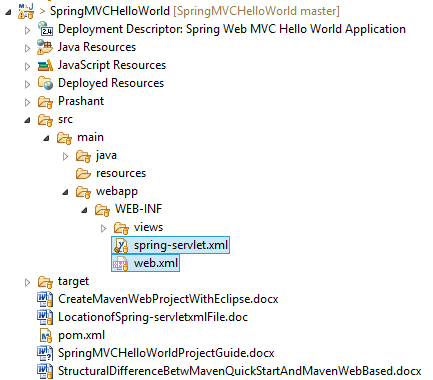 > SpringMVCHelloWorld [SpringMVCHelloWorld master]
Deployment Descriptor: Spring Web MVC Hello World Application
Java Resources
JavaScript Resources
Deployed Resources
Prashant
src
main
java
resources
webapp
WEB-INF
views
spring-servlet.xml
web.xml
target
CreateMavenWebProjectWithEclipse.docx
LocationofSpring-servletxmlFile.doc
pom.xml
SpringMVCHelloWorldProjectGuide.docx
StructuralDifferenceBetwMavenQuickStartAndMavenWebBased.docx